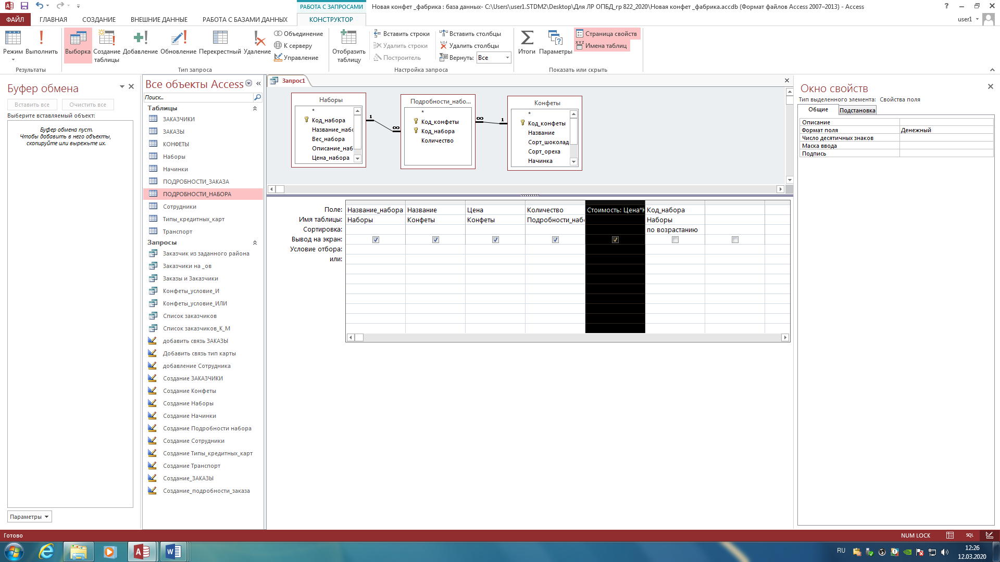 РАБОТА С ЗАПРОСАМИ
Новая конфет _фабрика : база данных- C:\Users\user1.STDM2\Desktop\Для ЛР ОПБД_гр 822_2020\Новая конфет _фабрика.accdb (Формат файлов Access 2007–2013) - Access
ФАЙЛ ГЛАВНАЯ СОЗДАНИЕ ВНЕШНИЕ ДАННЫЕ РАБОТА С БАЗАМИ ДАННЫХ КОНСТРУКТОР user1
Режим Выполнить
Результаты
Выборка Создание таблицы Добавление Обновление Перекрестный Удаление
Объединение
К серверу
Управление
Тип запроса
Отобразить таблицу
Вставить строки
Удалить строки
Построитель
Вставить столбцы
Удалить столбцы
Вернуть: Все
Настройка запроса
Итоги Параметры
Страница свойств
Имена таблиц
Показать или скрыть
Буфер обмена
Вставить все Очистить все
Выберите вставляемый объект:
Буфер обмена пуст.
Чтобы добавить в него объекты,
скопируйте или вырежьте их.
Параметры
Все объекты Access
Поиск...
Таблицы
ЗАКАЗЧИКИ
ЗАКАЗЫ
КОНФЕТЫ
Наборы
Начинки
ПОДРОБНОСТИ_ЗАКАЗА
ПОДРОБНОСТИ_НАБОРА
Сотрудники
Типы_кредитных_карт
Транспорт
Запросы
Заказчик из заданного района
Заказчики на _ов
Заказы и Заказчики
Конфеты_условие_И
Конфеты_условие_ИЛИ
Список заказчиков
Список заказчиков_К_М
добавить связь ЗАКАЗЫ
Добавить связь тип карты
добавление Сотрудника
Создание ЗАКАЗЧИКИ
Создание Конфеты
Создание Наборы
Создание Начинки
Создание Подробности набора
Создание Сотрудники
Создание Типы_кредитных_карт
Создание Транспорт
Создание_ЗАКАЗЫ
Создание_подробности_заказа
Запрос1
Наборы
*
Код_набора
Название_набо
Вес_набора
Описание_наб
Цена_набора
1 ∞
Подробности_набо...
*
Код_конфеты
Код_набора
Количество
∞ 1
Конфеты
*
Код_конфеты
Название
Сорт_шоколад
Сорт_ореха
Начинка
Поле: Название_набора Название Цена Количество Стоимость: Цена*К Код_набора
Имя таблицы: Наборы Конфеты Конфеты Подробности_набо Наборы
Сортировка: по возрастанию
Вывод на экран:
Условие отбора:
или:
Окно свойств
Тип выделенного элемента: Свойства поля
Общие Подстановка
Описание
Формат поля Денежный
Число десятичных знаков
Маска ввода
Подпись
Готово NUM LOCK SQL
RU 12:26
12.03.2020